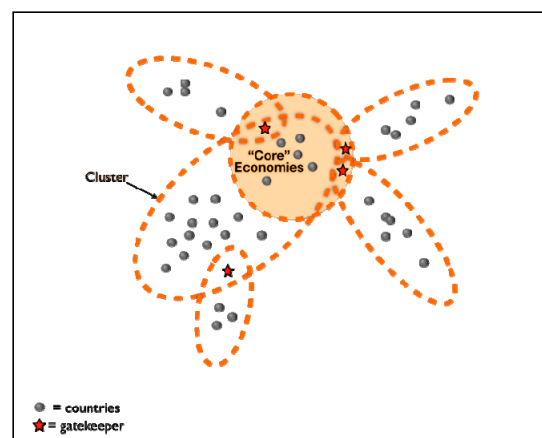 “Core”
Economies
Cluster
= countries
= gatekeeper